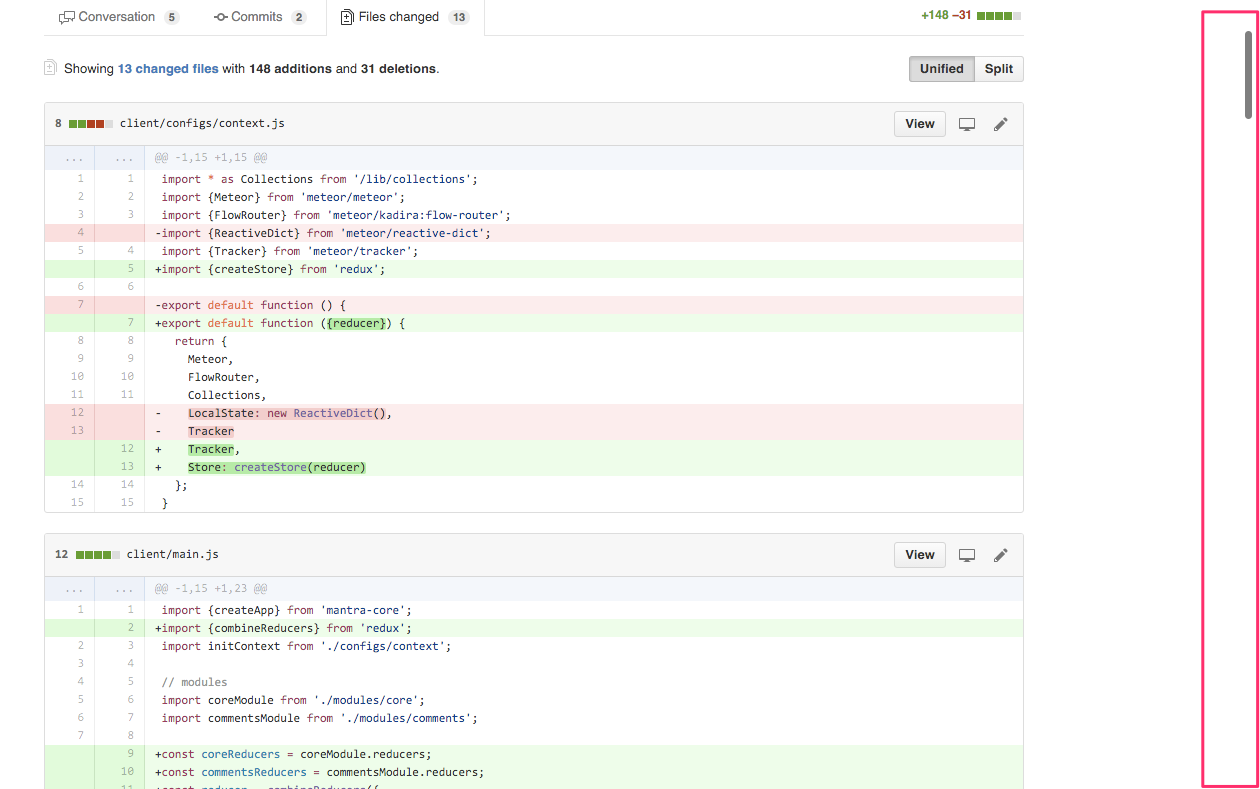 Conversation 5 Commits 2 Files changed 13 +148 −31
Showing 13 changed files with 148 additions and 31 deletions. Unified Split
8 client/configs/context.js View
... ... @@ -1,15 +1,15 @@
1 1 import * as Collections from '/lib/collections';
2 2 import {Meteor} from 'meteor/meteor';
3 3 import {FlowRouter} from 'meteor/kadira:flow-router';
4 -import {ReactiveDict} from 'meteor/reactive-dict';
5 4 import {Tracker} from 'meteor/tracker';
5 +import {createStore} from 'redux';
6 6
7 -export default function () {
7 +export default function ({reducer}) {
8 8 return {
9 9 Meteor,
10 10 FlowRouter,
11 11 Collections,
12 - LocalState: new ReactiveDict(),
13 - Tracker
12 + Tracker,
13 + Store: createStore(reducer)
14 14 };
15 15 }
12 client/main.js View
... ... @@ -1,15 +1,23 @@
1 1 import {createApp} from 'mantra-core';
2 +import {combineReducers} from 'redux';
2 3 import initContext from './configs/context';
3 4
4 5 // modules
5 6 import coreModule from './modules/core';
6 7 import commentsModule from './modules/comments';
7 8
9 +const coreReducers = coreModule.reducers;
10 +const commentsReducers = commentsModule.reducers;
11 +const reducer = combineReducers({